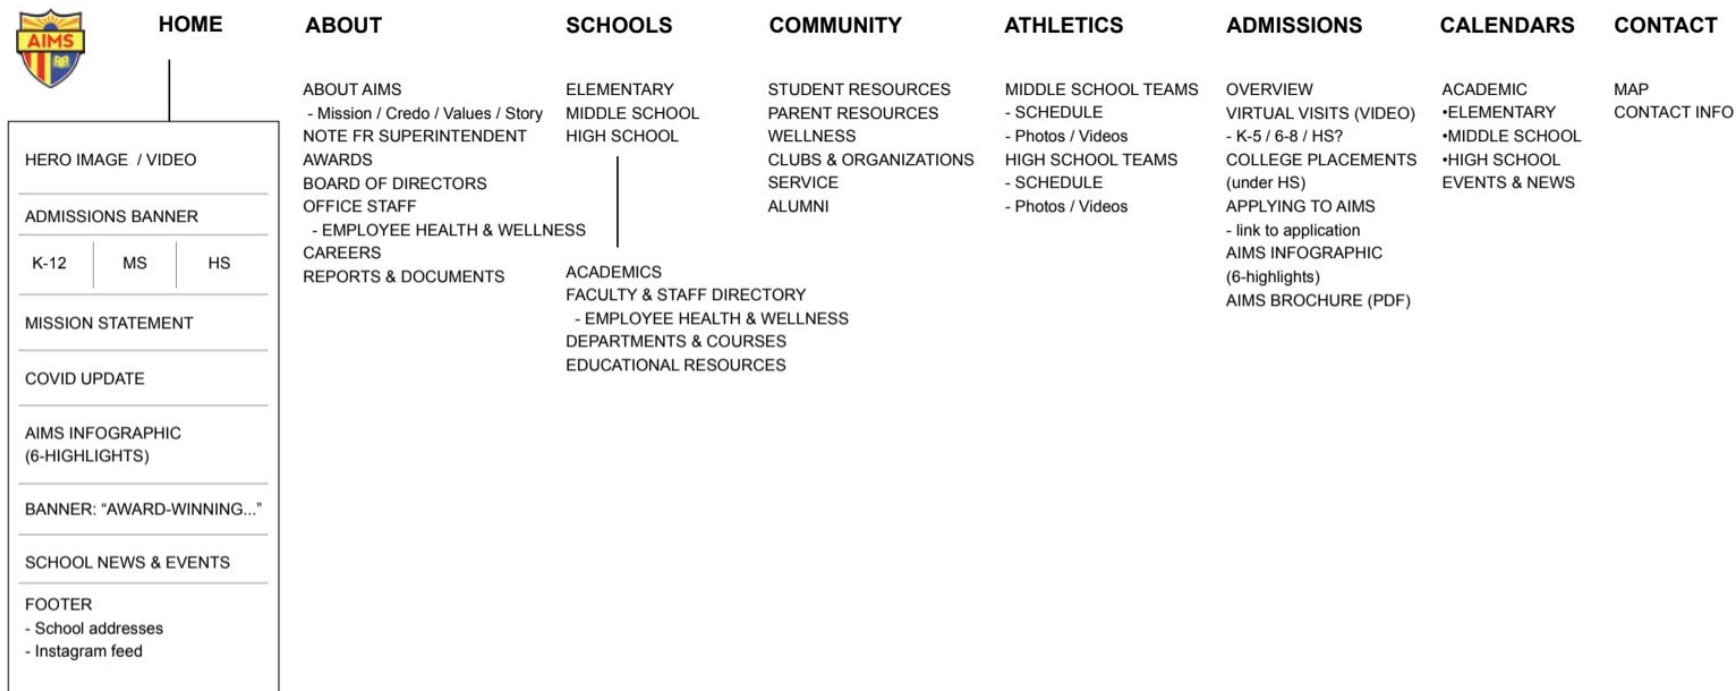 AIMS
HOME
HERO IMAGE / VIDEO
ADMISSIONS BANNER
K-12
MS
HS
MISSION STATEMENT
COVID UPDATE
AIMS INFOGRAPHIC
(6-HIGHLIGHTS)
BANNER: “AWARD-WINNING...”
SCHOOL NEWS & EVENTS
FOOTER
- School addresses
- Instagram feed
ABOUT
ABOUT AIMS
- Mission / Credo / Values / Story
NOTE FR SUPERINTENDENT
AWARDS
BOARD OF DIRECTORS
OFFICE STAFF
- EMPLOYEE HEALTH & WELLNESS
CAREERS
REPORTS & DOCUMENTS
SCHOOLS
ELEMENTARY
MIDDLE SCHOOL
HIGH SCHOOL
ACADEMICS
FACULTY & STAFF DIRECTORY
- EMPLOYEE HEALTH & WELLNESS
DEPARTMENTS & COURSES
EDUCATIONAL RESOURCES
COMMUNITY
STUDENT RESOURCES
PARENT RESOURCES
WELLNESS
CLUBS & ORGANIZATIONS
SERVICE
ALUMNI
ATHLETICS
MIDDLE SCHOOL TEAMS
- SCHEDULE
- Photos / Videos
HIGH SCHOOL TEAMS
- SCHEDULE
- Photos / Videos
ADMISSIONS
OVERVIEW
VIRTUAL VISITS (VIDEO)
- K-5 / 6-8 / HS?
COLLEGE PLACEMENTS
(under HS)
APPLYING TO AIMS
- link to application
AIMS INFOGRAPHIC
(6-highlights)
AIMS BROCHURE (PDF)
CALENDARS
ACADEMIC
•ELEMENTARY
•MIDDLE SCHOOL
•HIGH SCHOOL
EVENTS & NEWS
CONTACT
MAP
CONTACT INFO